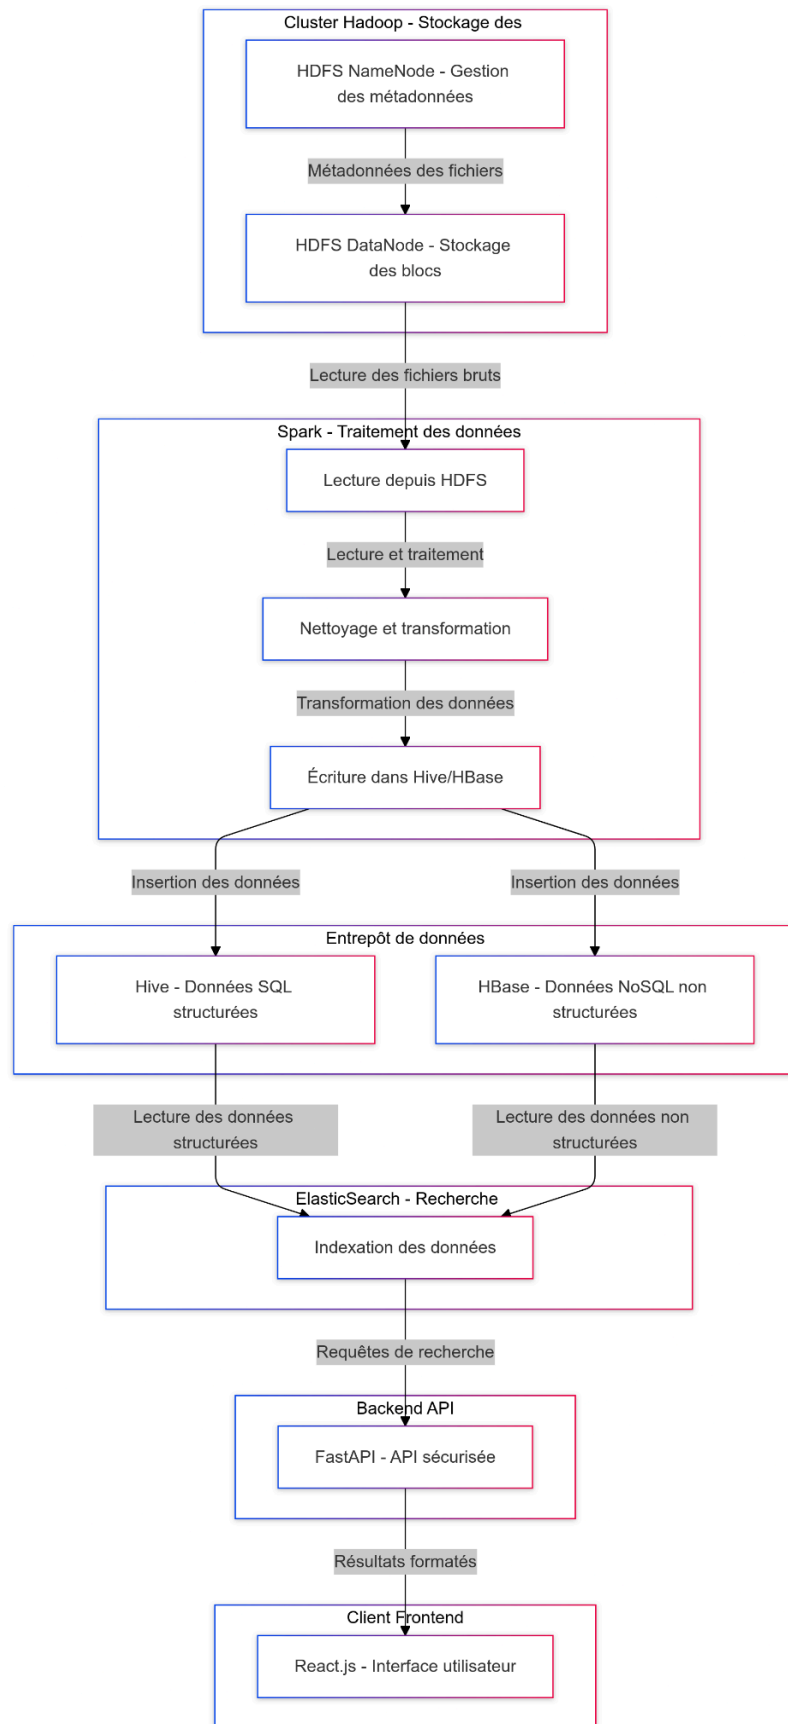 Cluster Hadoop - Stockage des
HDFS NameNode - Gestion
des métadonnées
Métadonnées des fichiers
HDFS DataNode - Stockage
des blocs
Lecture des fichiers bruts
Spark - Traitement des données
Lecture depuis HDFS
Lecture et traitement
Nettoyage et transformation
Transformation des données
Écriture dans Hive/HBase
Insertion des données
Insertion des données
Entrepôt de données
Hive - Données SQL
structurées
HBase - Données NoSQL non
structurées
Lecture des données
structurées
Lecture des données non
structurées
ElasticSearch - Recherche
Indexation des données
Requêtes de recherche
Backend API
FastAPI - API sécurisée
Résultats formatés
Client Frontend
React.js - Interface utilisateur